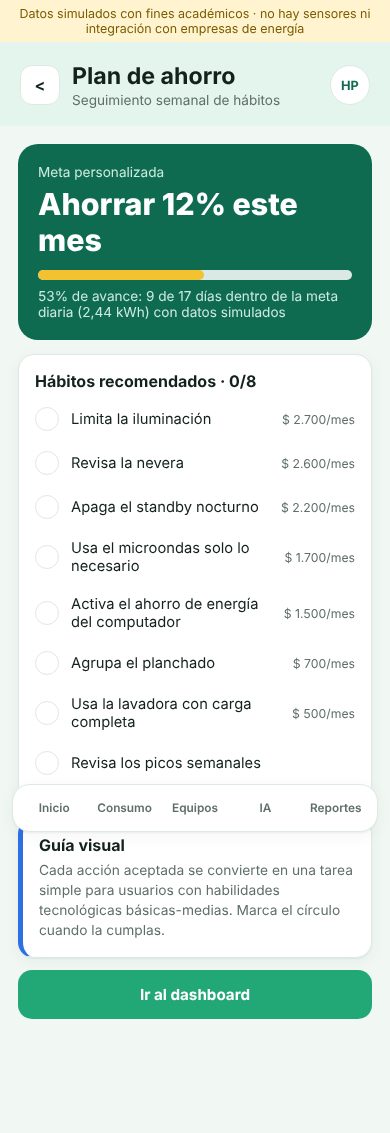 Datos simulados con fines académicos · no hay sensores ni
integración con empresas de energía
<
Plan de ahorro
Seguimiento semanal de hábitos
HP
Meta personalizada
Ahorrar 12% este
mes
53% de avance: 9 de 17 días dentro de la meta
diaria (2,44 kWh) con datos simulados
Hábitos recomendados · 0/8
Limita la iluminación $ 2.700/mes
Revisa la nevera $ 2.600/mes
Apaga el standby nocturno $ 2.200/mes
Usa el microondas solo lo
necesario $ 1.700/mes
Activa el ahorro de energía
del computador $ 1.500/mes
Agrupa el planchado $ 700/mes
Usa la lavadora con carga
completa $ 500/mes
Revisa los picos semanales
Inicio Consumo Equipos IA Reportes
Guía visual
Cada acción aceptada se convierte en una tarea
simple para usuarios con habilidades
tecnológicas básicas-medias. Marca el círculo
cuando la cumplas.
Ir al dashboard